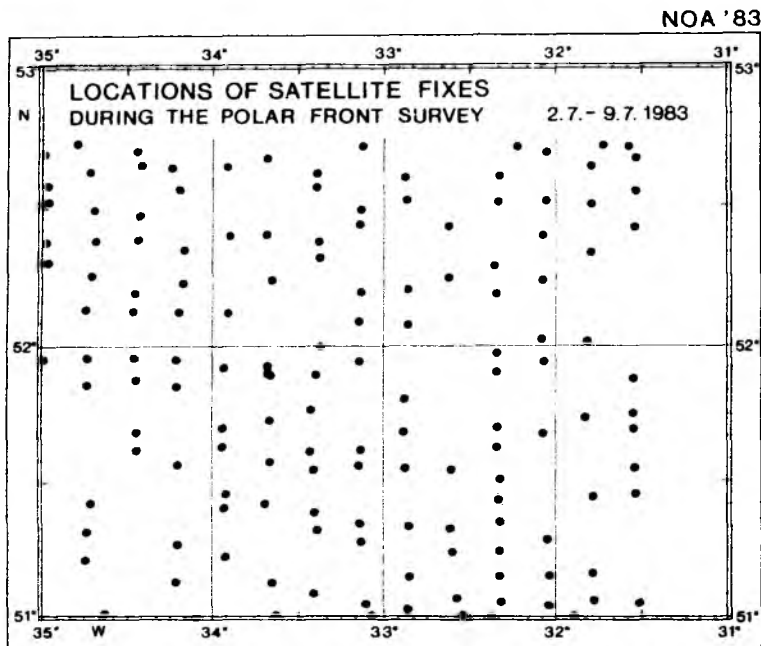 NOA '83
35° 34° 33° 32° 31°
53° 53°
LOCATIONS OF SATELLITE FIXES
N
DURING THE POLAR FRONT SURVEY 2.7.- 9.7. 1983
52° 52°
51° 51°
35° W 34° 33° 32° 31°